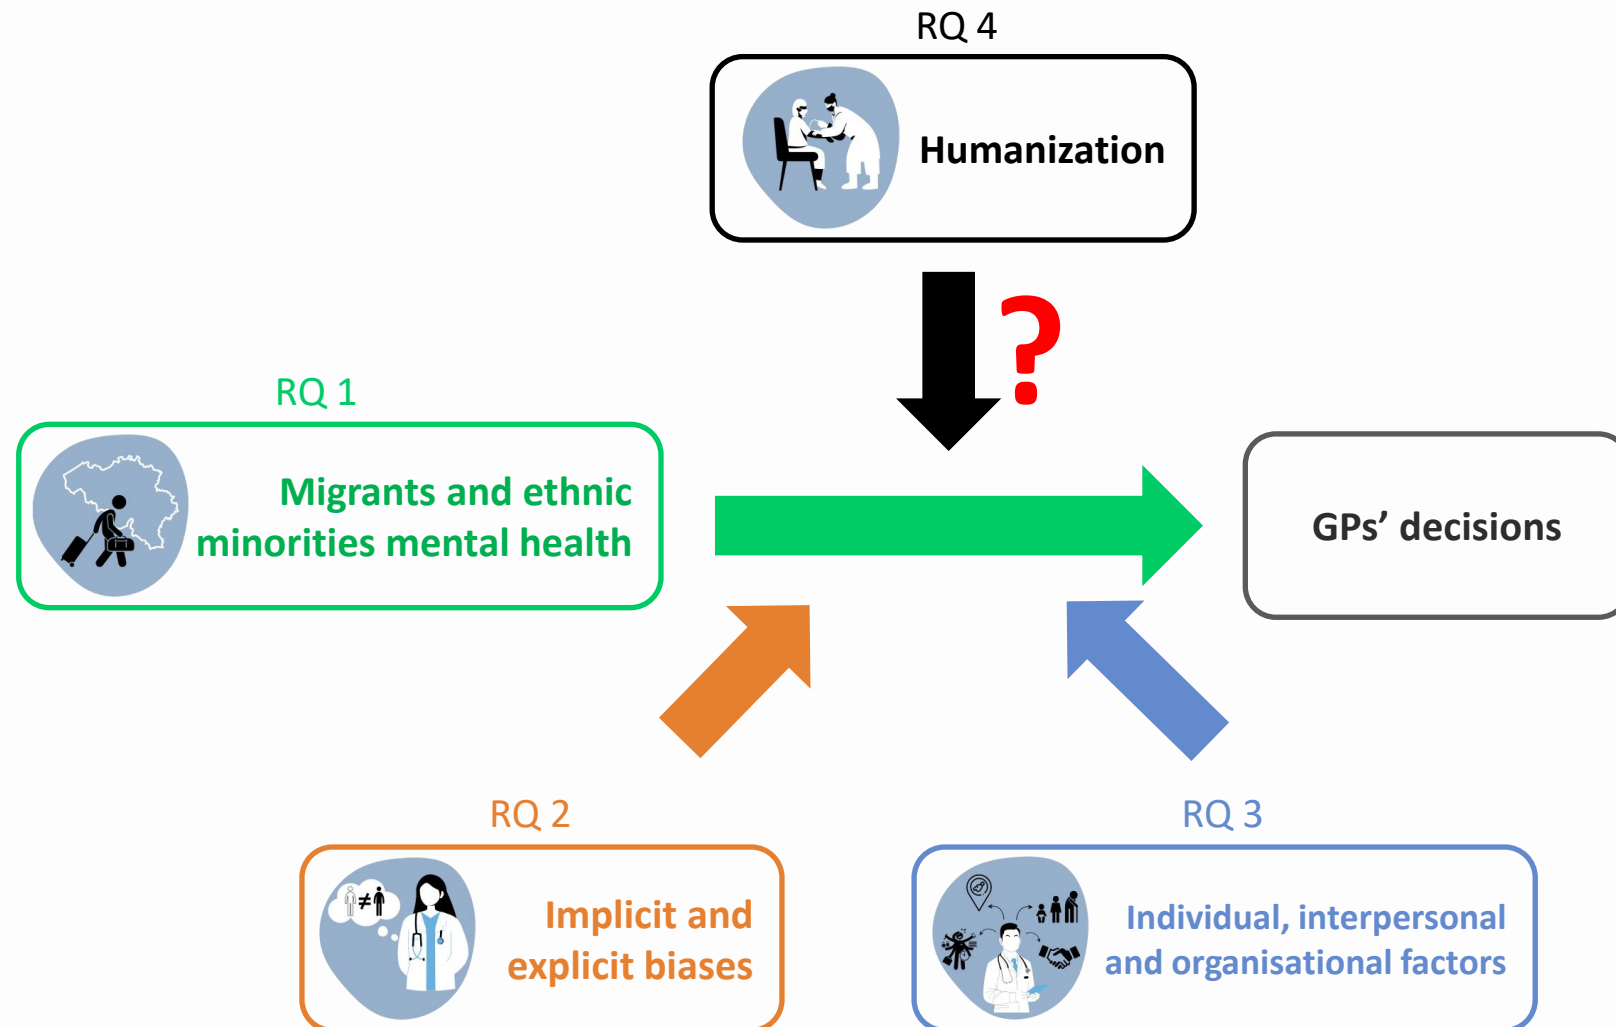 RQ 4
Humanization
?
RQ 1
Migrants and ethnic
minorities mental health
GPs’ decisions
RQ 2
≠
Implicit and
explicit biases
RQ 3
Individual, interpersonal
and organisational factors